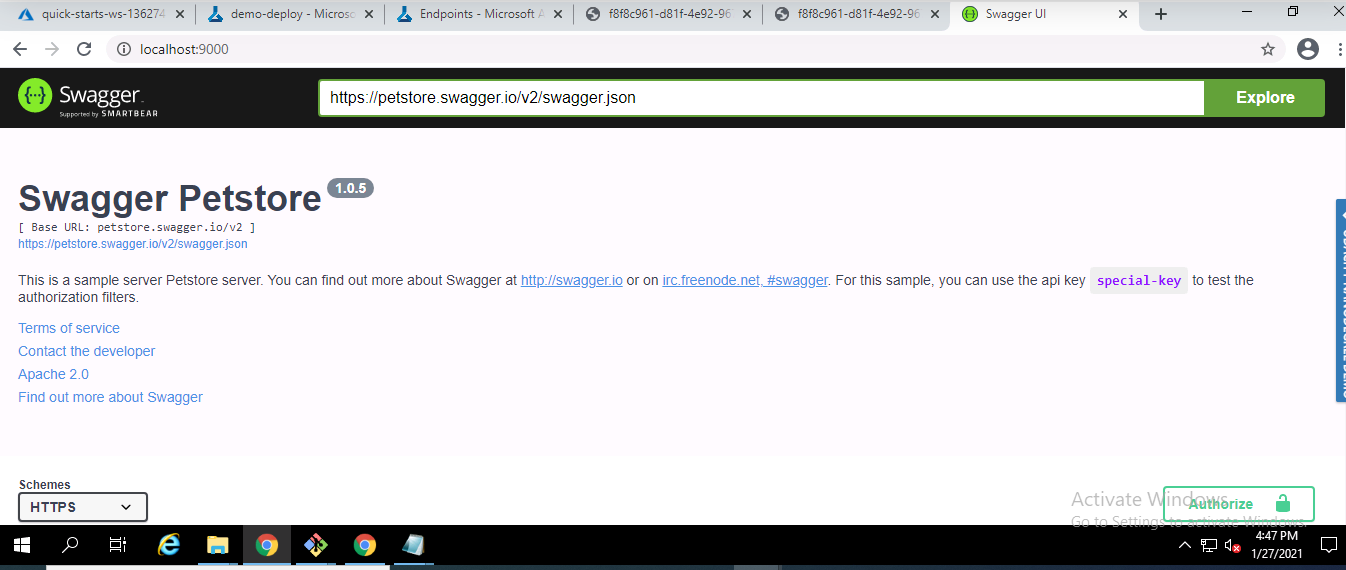 quick-starts-ws-136274
demo-deploy - Microso
Endpoints - Microsoft A
f8f8c961-d81f-4e92-96
f8f8c961-d81f-4e92-96
Swagger UI
localhost:9000
Swagger
Supported by SMARTBEAR
https://petstore.swagger.io/v2/swagger.json
Explore
Swagger Petstore 1.0.5
[ Base URL: petstore.swagger.io/v2 ]
https://petstore.swagger.io/v2/swagger.json
This is a sample server Petstore server. You can find out more about Swagger at http://swagger.io or on irc.freenode.net, #swagger. For this sample, you can use the api key special-key to test the
authorization filters.
Terms of service
Contact the developer
Apache 2.0
Find out more about Swagger
Schemes
HTTPS
Authorize
Activate Windows
Go to Settings to activate Windows.
4:47 PM
1/27/2021